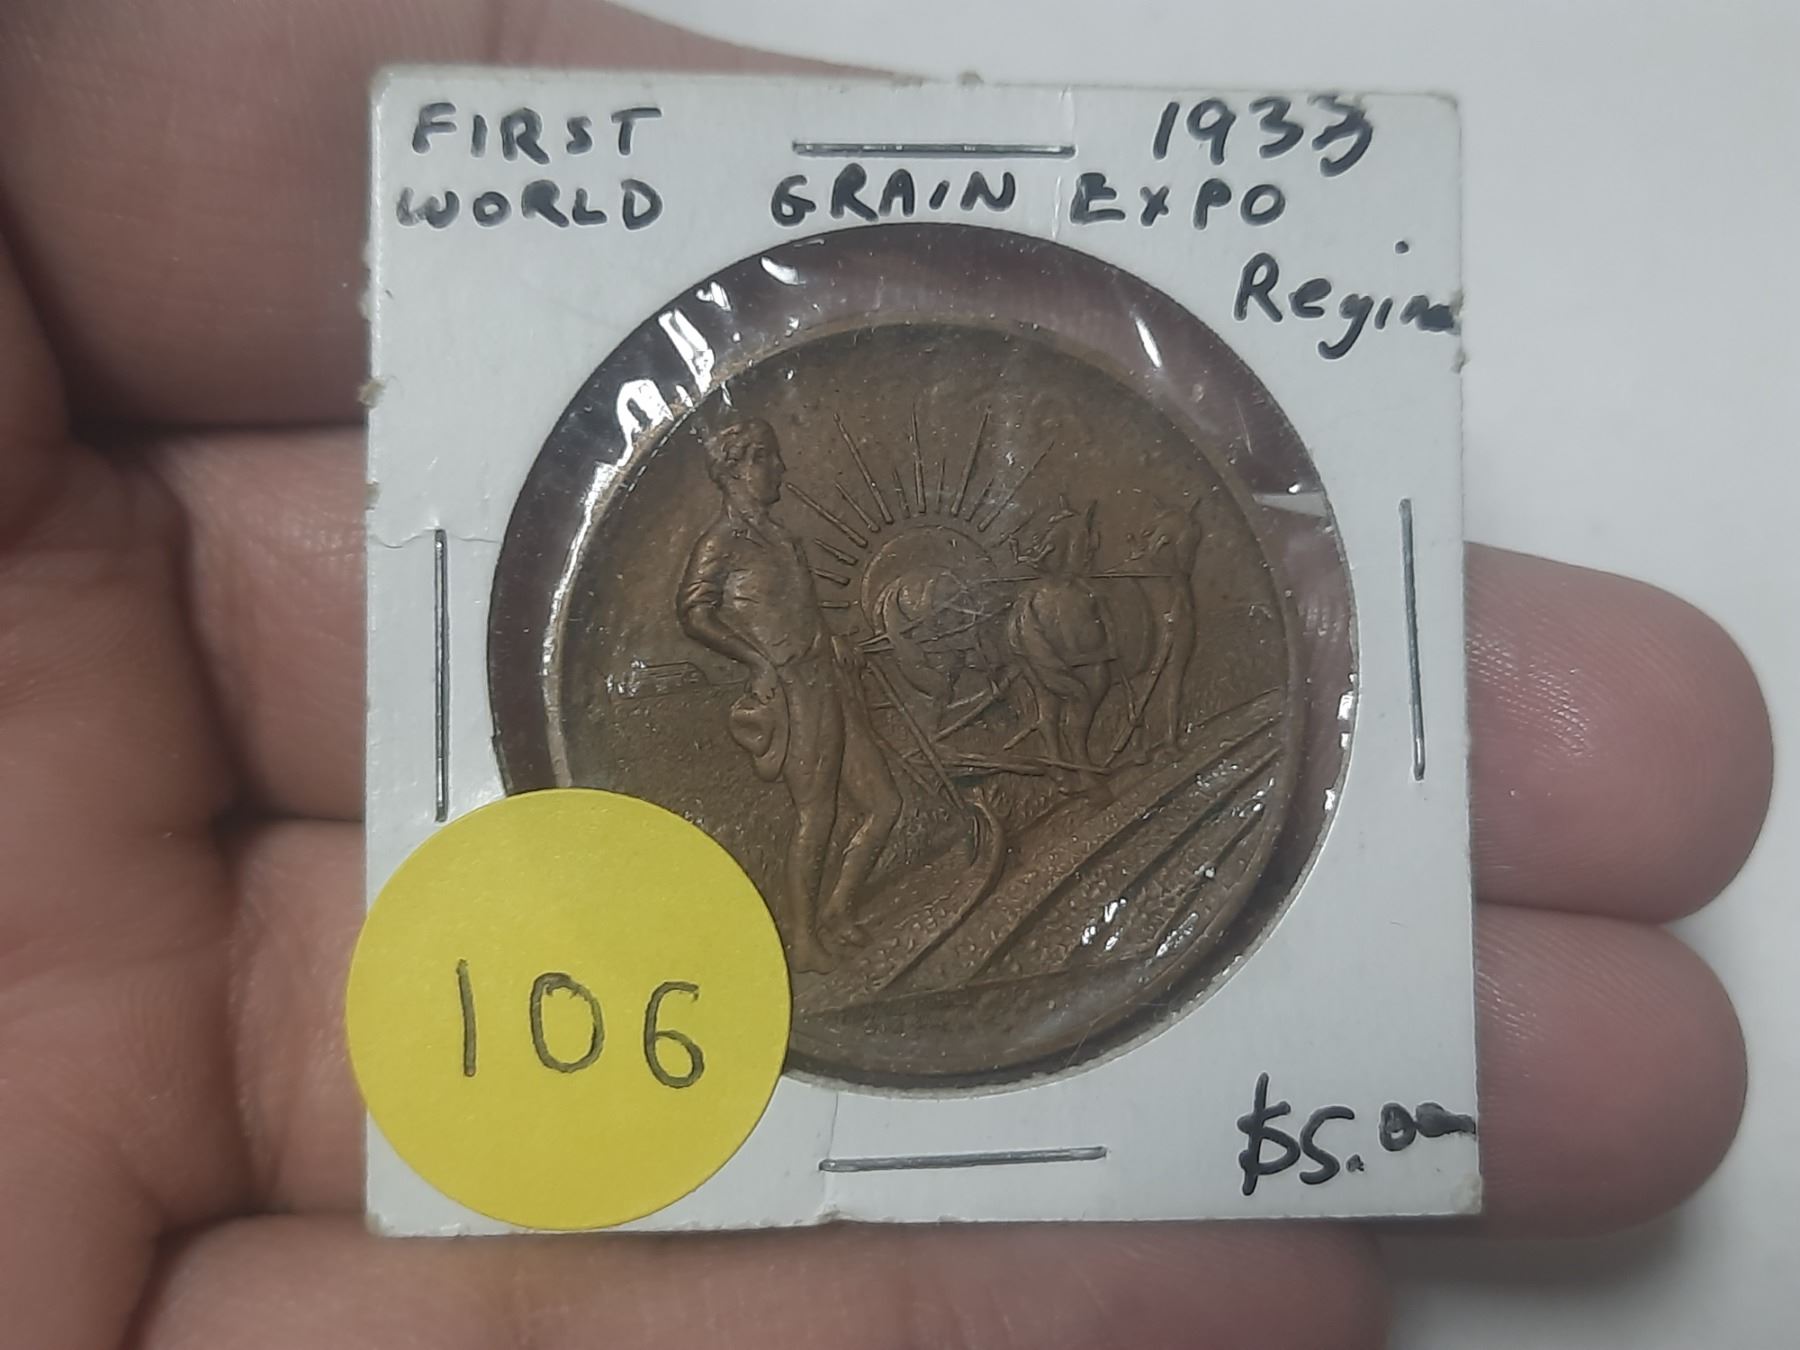 FIRST 1933
WORLD GRAIN EXPO
Regina
106
$5.00